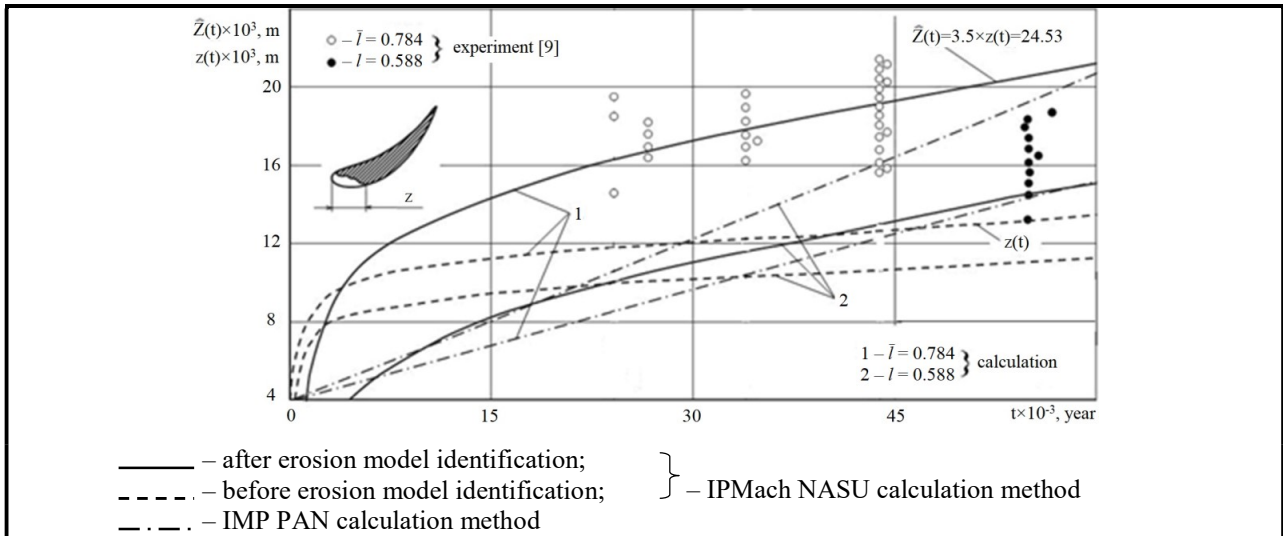 Ẑ(t)×10³, m
z(t)×10³, m
– l̄ = 0.784
– l = 0.588
} experiment [9]
Ẑ(t)=3.5×z(t)=24.53
20
16
12
8
4
z
1
z(t)
2
1 – l̄ = 0.784
2 – l = 0.588
} calculation
0
15
30
45
t×10⁻³, year
– after erosion model identification;
– before erosion model identification;
} – IPMach NASU calculation method
– IMP PAN calculation method